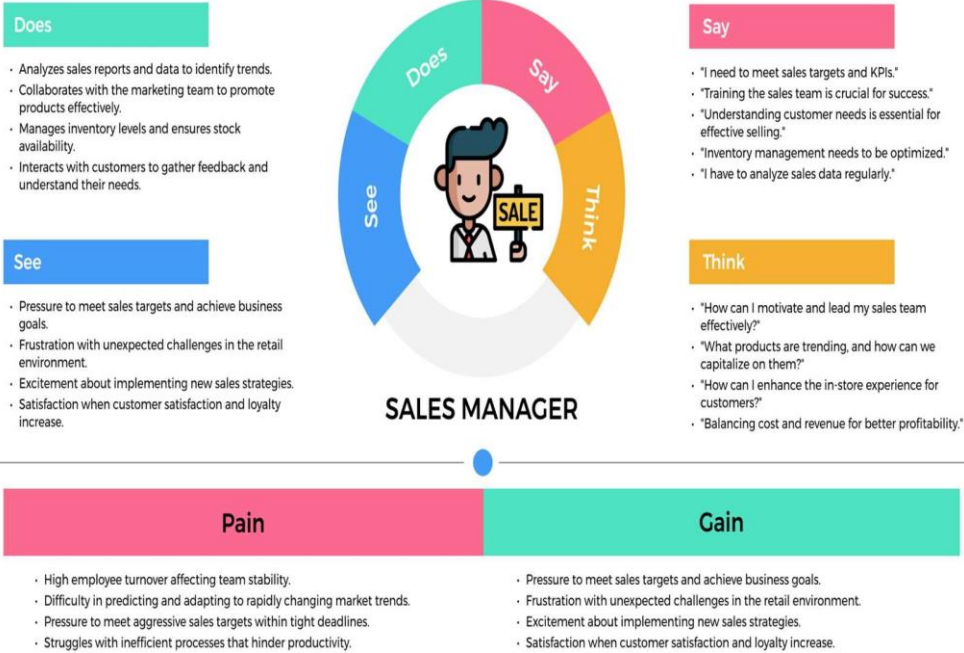 Does
· Analyzes sales reports and data to identify trends.
· Collaborates with the marketing team to promote
products effectively.
· Manages inventory levels and ensures stock
availability.
· Interacts with customers to gather feedback and
understand their needs.
See
· Pressure to meet sales targets and achieve business
goals.
· Frustration with unexpected challenges in the retail
environment.
· Excitement about implementing new sales strategies.
· Satisfaction when customer satisfaction and loyalty
increase.
Does
Say
See
Think
SALE
SALES MANAGER
Say
· "I need to meet sales targets and KPIs."
· "Training the sales team is crucial for success."
· "Understanding customer needs is essential for
effective selling."
· "Inventory management needs to be optimized."
· "I have to analyze sales data regularly."
Think
· "How can I motivate and lead my sales team
effectively?"
· "What products are trending, and how can we
capitalize on them?"
· "How can I enhance the in-store experience for
customers?"
· "Balancing cost and revenue for better profitability."
Pain
· High employee turnover affecting team stability.
· Difficulty in predicting and adapting to rapidly changing market trends.
· Pressure to meet aggressive sales targets within tight deadlines.
· Struggles with inefficient processes that hinder productivity.
Gain
· Pressure to meet sales targets and achieve business goals.
· Frustration with unexpected challenges in the retail environment.
· Excitement about implementing new sales strategies.
· Satisfaction when customer satisfaction and loyalty increase.